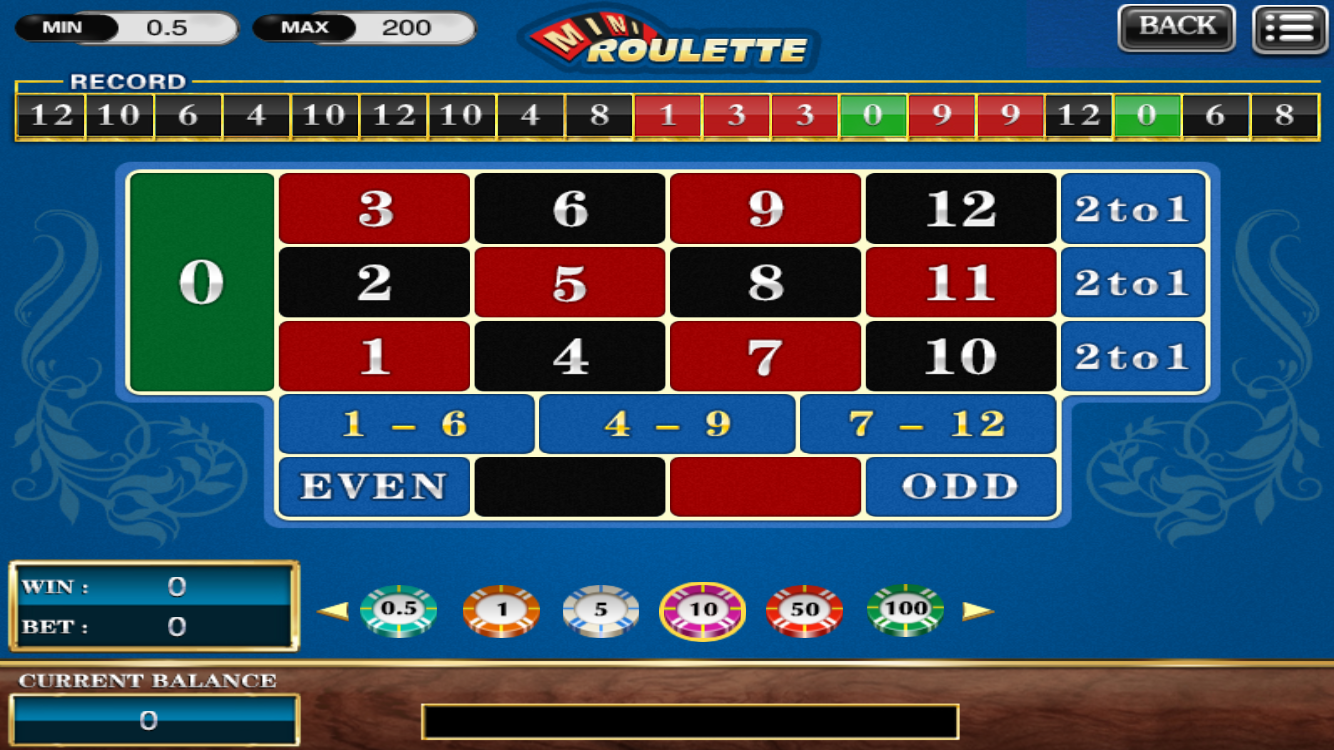 MIN 0.5 MAX 200 MINI ROULETTE BACK
RECORD
12 10 6 4 10 12 10 4 8 1 3 3 0 9 9 12 0 6 8
3 6 9 12 2to1
0 2 5 8 11 2to1
1 4 7 10 2to1
1 – 6 4 – 9 7 – 12
EVEN ODD
WIN : 0
BET : 0
0.5 1 5 10 50 100
CURRENT BALANCE
0